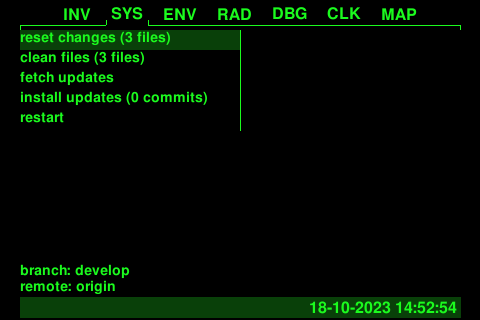 INV SYS ENV RAD DBG CLK MAP
reset changes (3 files)
clean files (3 files)
fetch updates
install updates (0 commits)
restart
branch: develop
remote: origin
18-10-2023 14:52:54